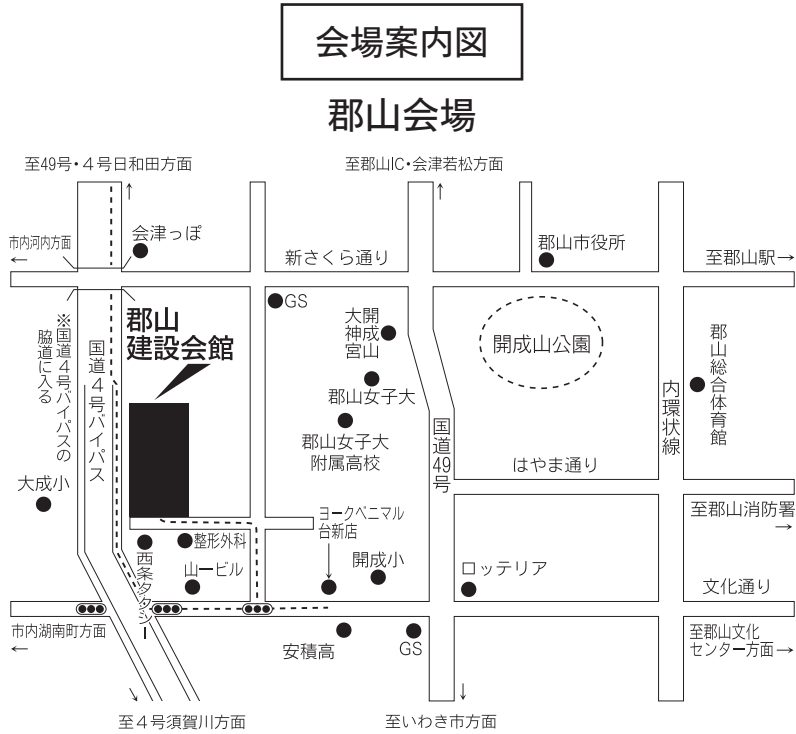 会場案内図
郡山会場
至49号・４号日和田方面
至郡山IC・会津若松方面
市内河内方面
←
会津っぽ
新さくら通り
郡山市役所
至郡山駅→
GS
郡山
建設会館
大開
神成
宮山
開成山公園
郡山総合体育館
※国道４号バイパスの
脇道に入る
国道４号バイパス
郡山女子大
郡山女子大
附属高校
国道49号
内環状線
はやま通り
大成小
ヨークベニマル
台新店
至郡山消防署
→
整形外科
西条タクシー
山一ビル
開成小
ロッテリア
文化通り
市内湖南町方面
←
安積高
GS
至郡山文化
センター方面→
至４号須賀川方面
至いわき市方面